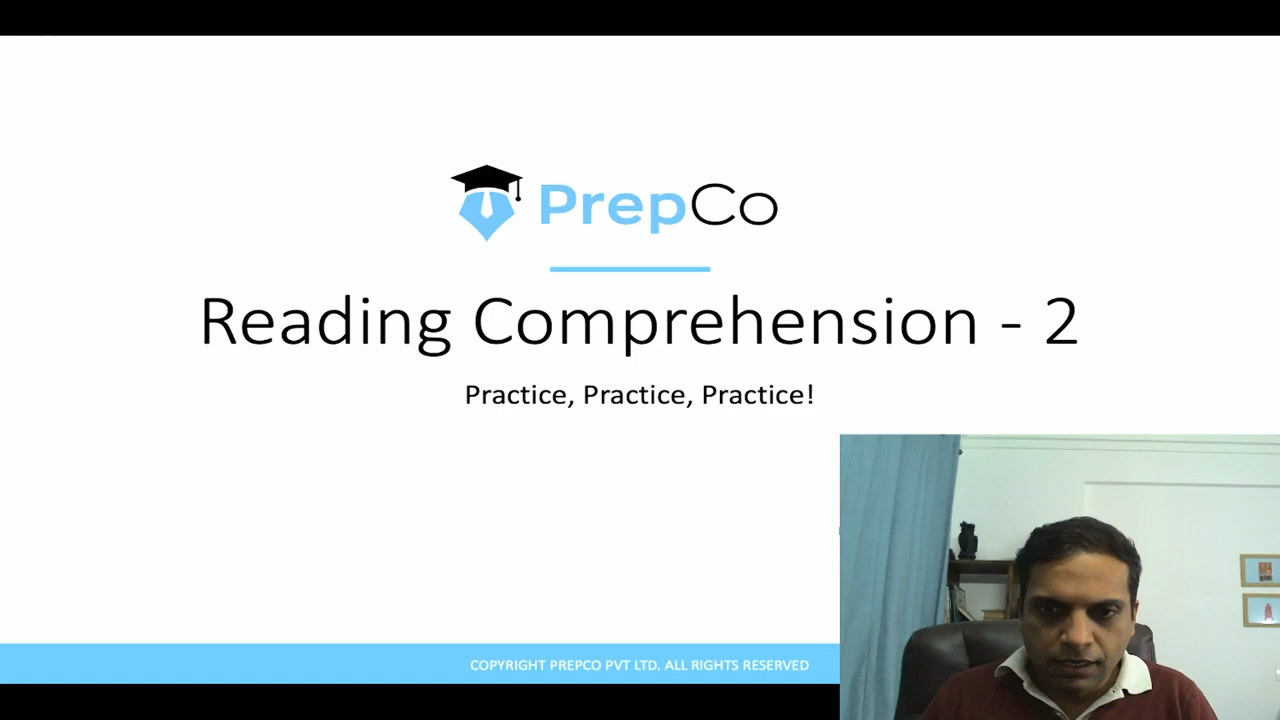 PrepCo
Reading Comprehension - 2
Practice, Practice, Practice!
COPYRIGHT PREPCO PVT LTD. ALL RIGHTS RESERVED